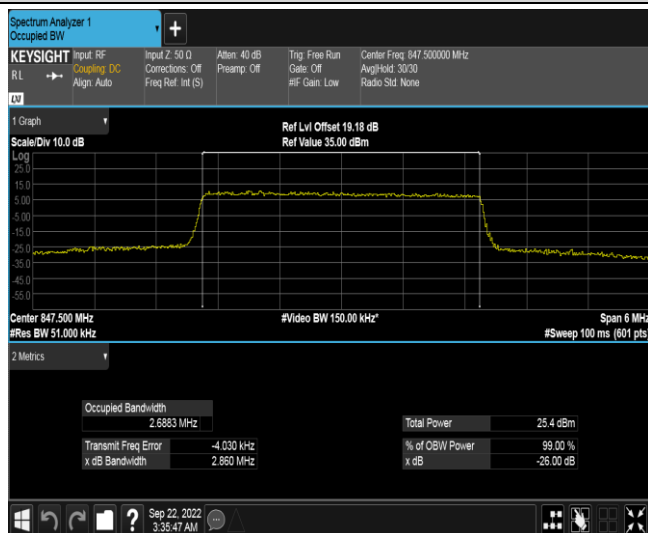 Spectrum Analyzer 1
Occupied BW
+
KEYSIGHT Input: RF Input Z: 50 Ω Atten: 40 dB Trig: Free Run Center Freq: 847.500000 MHz
RL Coupling: DC Corrections: Off Preamp: Off Gate: Off Avg|Hold: 30/30
Align: Auto Freq Ref: Int (S) #IF Gain: Low Radio Std: None
LXI
1 Graph
Ref Lvl Offset 19.18 dB
Scale/Div 10.0 dB Ref Value 35.00 dBm
Log
25.0
15.0
5.00
-5.00
-15.0
-25.0
-35.0
-45.0
-55.0
Center 847.500 MHz #Video BW 150.00 kHz* Span 6 MHz
#Res BW 51.000 kHz #Sweep 100 ms (601 pts)
2 Metrics
Occupied Bandwidth
2.6883 MHz Total Power 25.4 dBm
Transmit Freq Error -4.030 kHz % of OBW Power 99.00 %
x dB Bandwidth 2.860 MHz x dB -26.00 dB
? Sep 22, 2022
3:35:47 AM